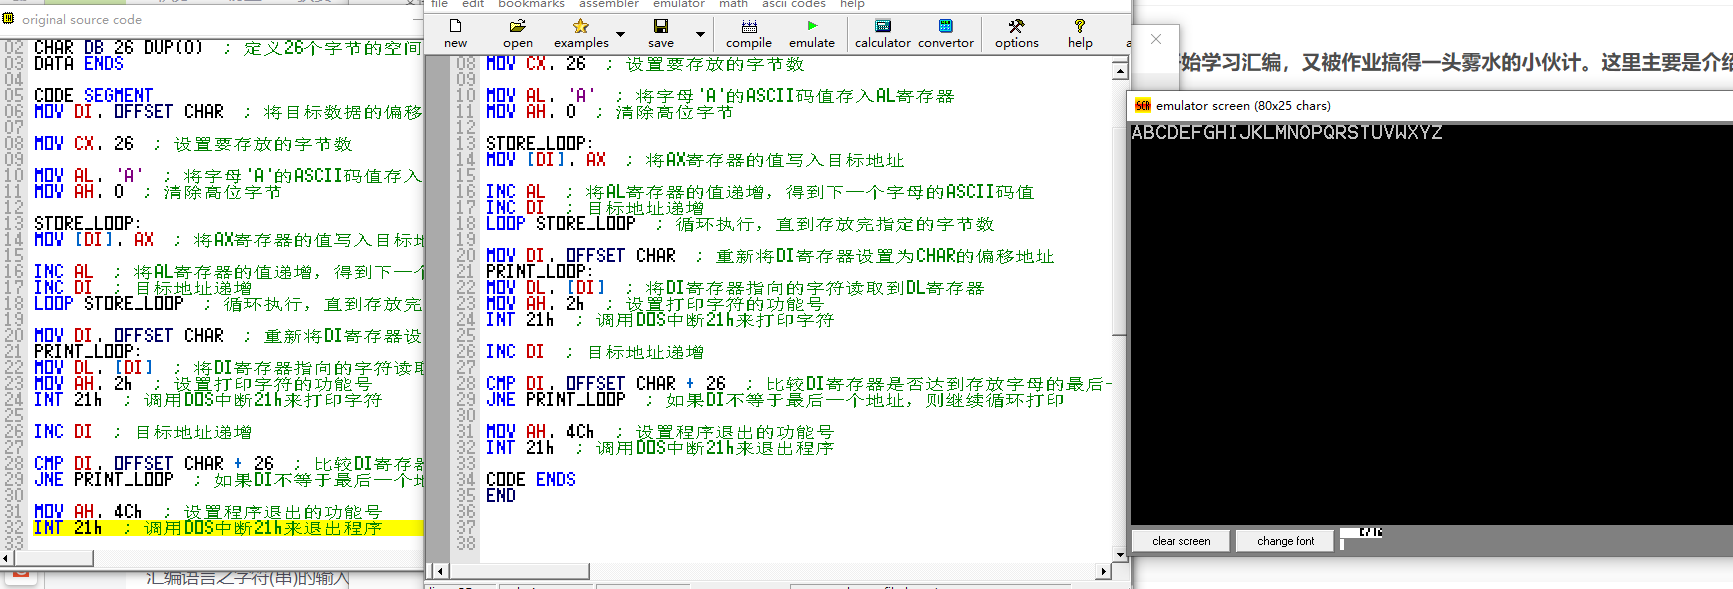 original source code
02 CHAR DB 26 DUP(0) ; 定义26个字节的空间
03 DATA ENDS
04
05 CODE SEGMENT
06 MOV DI, OFFSET CHAR ; 将目标数据的偏移
07
08 MOV CX, 26 ; 设置要存放的字节数
09
10 MOV AL, 'A' ; 将字母'A'的ASCII码值存入
11 MOV AH, 0 ; 清除高位字节
12
13 STORE_LOOP:
14 MOV [DI], AX ; 将AX寄存器的值写入目标地
15
16 INC AL ; 将AL寄存器的值递增，得到下一个
17 INC DI ; 目标地址递增
18 LOOP STORE_LOOP ; 循环执行，直到存放完
19
20 MOV DI, OFFSET CHAR ; 重新将DI寄存器设
21 PRINT_LOOP:
22 MOV DL, [DI] ; 将DI寄存器指向的字符读取
23 MOV AH, 2h ; 设置打印字符的功能号
24 INT 21h ; 调用DOS中断21h来打印字符
25
26 INC DI ; 目标地址递增
27
28 CMP DI, OFFSET CHAR + 26 ; 比较DI寄存器
29 JNE PRINT_LOOP ; 如果DI不等于最后一个地
30
31 MOV AH, 4Ch ; 设置程序退出的功能号
32 INT 21h ; 调用DOS中断21h来退出程序
33
汇编语言之字符(串)的输入
file edit bookmarks assembler emulator math ascii codes help
new open examples save compile emulate calculator convertor options help a
08 MOV CX, 26 ; 设置要存放的字节数
09
10 MOV AL, 'A' ; 将字母'A'的ASCII码值存入AL寄存器
11 MOV AH, 0 ; 清除高位字节
12
13 STORE_LOOP:
14 MOV [DI], AX ; 将AX寄存器的值写入目标地址
15
16 INC AL ; 将AL寄存器的值递增，得到下一个字母的ASCII码值
17 INC DI ; 目标地址递增
18 LOOP STORE_LOOP ; 循环执行，直到存放完指定的字节数
19
20 MOV DI, OFFSET CHAR ; 重新将DI寄存器设置为CHAR的偏移地址
21 PRINT_LOOP:
22 MOV DL, [DI] ; 将DI寄存器指向的字符读取到DL寄存器
23 MOV AH, 2h ; 设置打印字符的功能号
24 INT 21h ; 调用DOS中断21h来打印字符
25
26 INC DI ; 目标地址递增
27
28 CMP DI, OFFSET CHAR + 26 ; 比较DI寄存器是否达到存放字母的最后一
29 JNE PRINT_LOOP ; 如果DI不等于最后一个地址，则继续循环打印
30
31 MOV AH, 4Ch ; 设置程序退出的功能号
32 INT 21h ; 调用DOS中断21h来退出程序
33
34 CODE ENDS
35 END
36
37
38
始学习汇编，又被作业搞得一头雾水的小伙计。这里主要是介绍
SCR emulator screen (80x25 chars)
ABCDEFGHIJKLMNOPQRSTUVWXYZ
clear screen change font